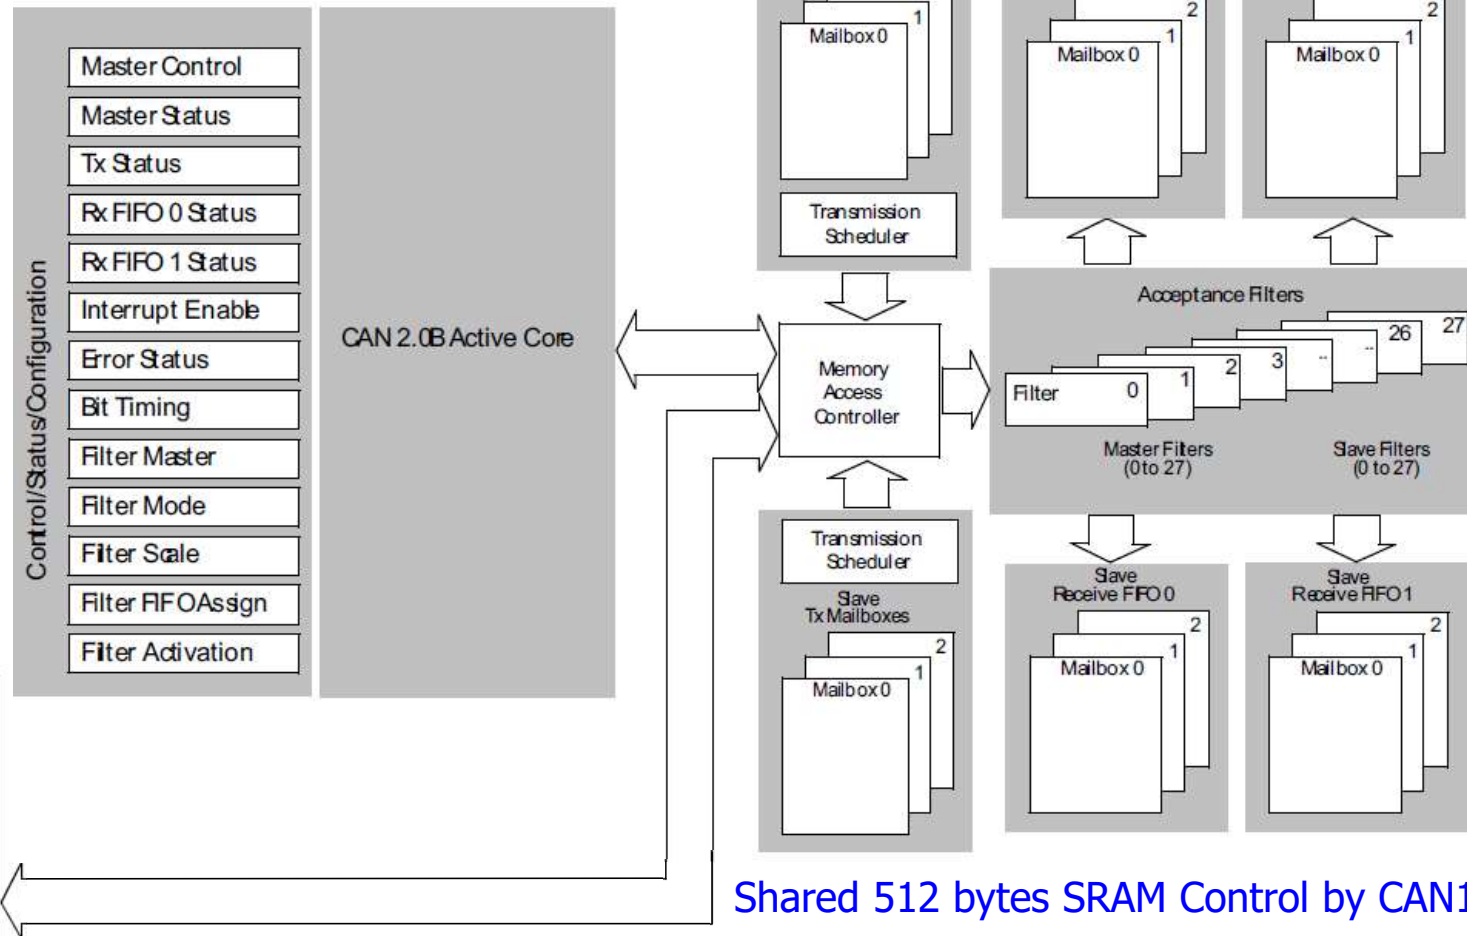 Control/Status/Configuration
Master Control
Master Status
Tx Status
Rx FIFO 0 Status
Rx FIFO 1 Status
Interrupt Enable
Error Status
Bit Timing
Filter Master
Filter Mode
Filter Scale
Filter FIFO Assign
Filter Activation
CAN 2.0B Active Core
1
Mailbox 0
Transmission
Scheduler
2
1
Mailbox 0
2
1
Mailbox 0
Memory
Access
Controller
Acceptance Filters
Filter 0 1 2 3 .. .. 26 27
Master Filters
(0 to 27)
Slave Filters
(0 to 27)
Transmission
Scheduler
Slave
Tx Mailboxes
2
1
Mailbox 0
Slave
Receive FIFO 0
2
1
Mailbox 0
Slave
Receive FIFO 1
2
1
Mailbox 0
Shared 512 bytes SRAM Control by CAN1